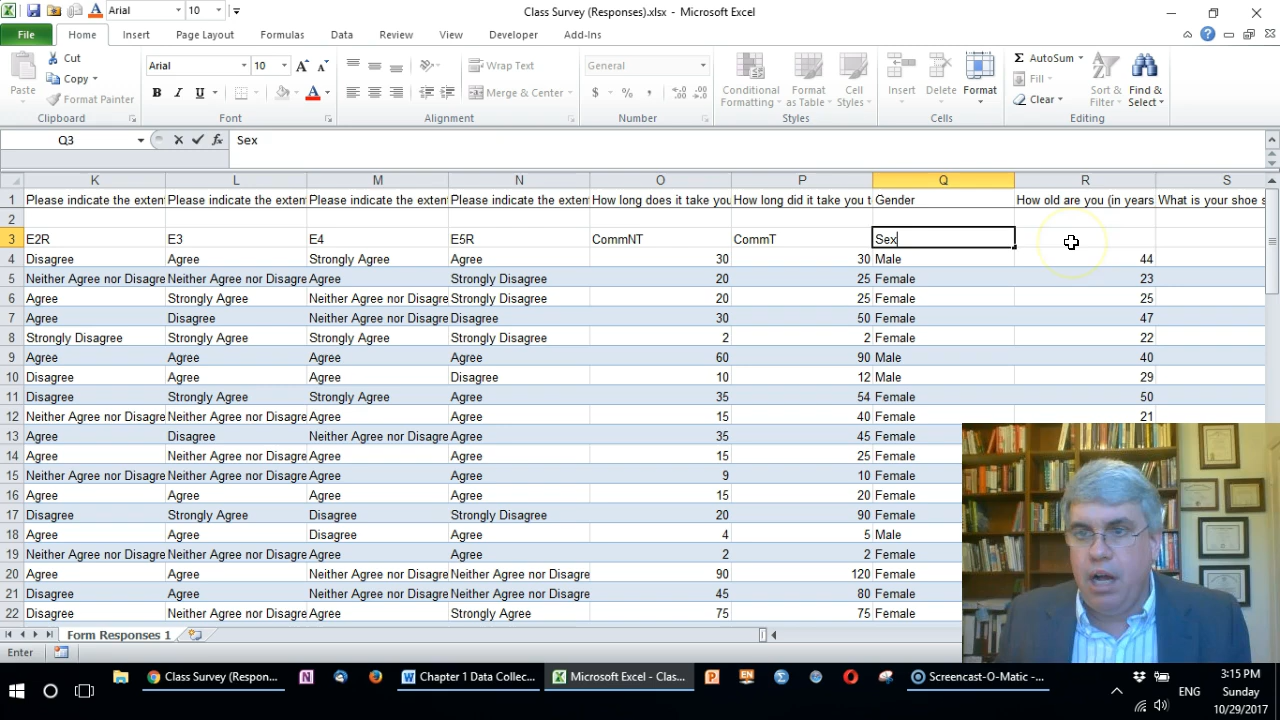 Class Survey (Responses).xlsx - Microsoft Excel
Arial 10
File Home Insert Page Layout Formulas Data Review View Developer Add-Ins
Paste Cut Copy Format Painter Clipboard
Arial 10 B I U Font
Wrap Text Merge & Center Alignment
General $ % , Number
Conditional Formatting Format as Table Cell Styles Styles
Insert Delete Format Cells
AutoSum Fill Clear Sort & Filter Find & Select Editing
Q3 fx Sex
K L M N O P Q R S
1 Please indicate the exten Please indicate the exten Please indicate the exten Please indicate the exten How long does it take you How long did it take you t Gender How old are you (in years What is your shoe s
2
3 E2R E3 E4 E5R CommNT CommT Sex
4 Disagree Agree Strongly Agree Agree 30 30 Male 44
5 Neither Agree nor Disagre Neither Agree nor Disagre Agree Strongly Disagree 20 25 Female 23
6 Agree Strongly Agree Neither Agree nor Disagre Strongly Disagree 20 25 Female 25
7 Agree Disagree Neither Agree nor Disagre Disagree 30 50 Female 47
8 Strongly Disagree Strongly Agree Strongly Agree Strongly Disagree 2 2 Female 22
9 Agree Agree Agree Agree 60 90 Male 40
10 Disagree Agree Agree Disagree 10 12 Male 29
11 Disagree Strongly Agree Strongly Agree Agree 35 54 Female 50
12 Neither Agree nor Disagre Neither Agree nor Disagre Agree Agree 15 40 Female 21
13 Agree Disagree Neither Agree nor Disagre Agree 35 45 Female
14 Agree Neither Agree nor Disagre Agree Agree 15 25 Female
15 Neither Agree nor Disagre Neither Agree nor Disagre Agree Agree 9 10 Female
16 Agree Agree Agree Agree 15 20 Female
17 Disagree Strongly Agree Disagree Strongly Disagree 20 90 Female
18 Agree Agree Disagree Agree 4 5 Male
19 Neither Agree nor Disagre Neither Agree nor Disagre Agree Agree 2 2 Female
20 Agree Agree Neither Agree nor Disagre Neither Agree nor Disagre 90 120 Female
21 Disagree Agree Neither Agree nor Disagre Neither Agree nor Disagre 45 80 Female
22 Disagree Neither Agree nor Disagre Agree Strongly Agree 75 75 Female
Form Responses 1
Enter
Class Survey (Respon... Chapter 1 Data Collec... Microsoft Excel - Clas... Screencast-O-Matic -...
ENG
3:15 PM
Sunday
10/29/2017